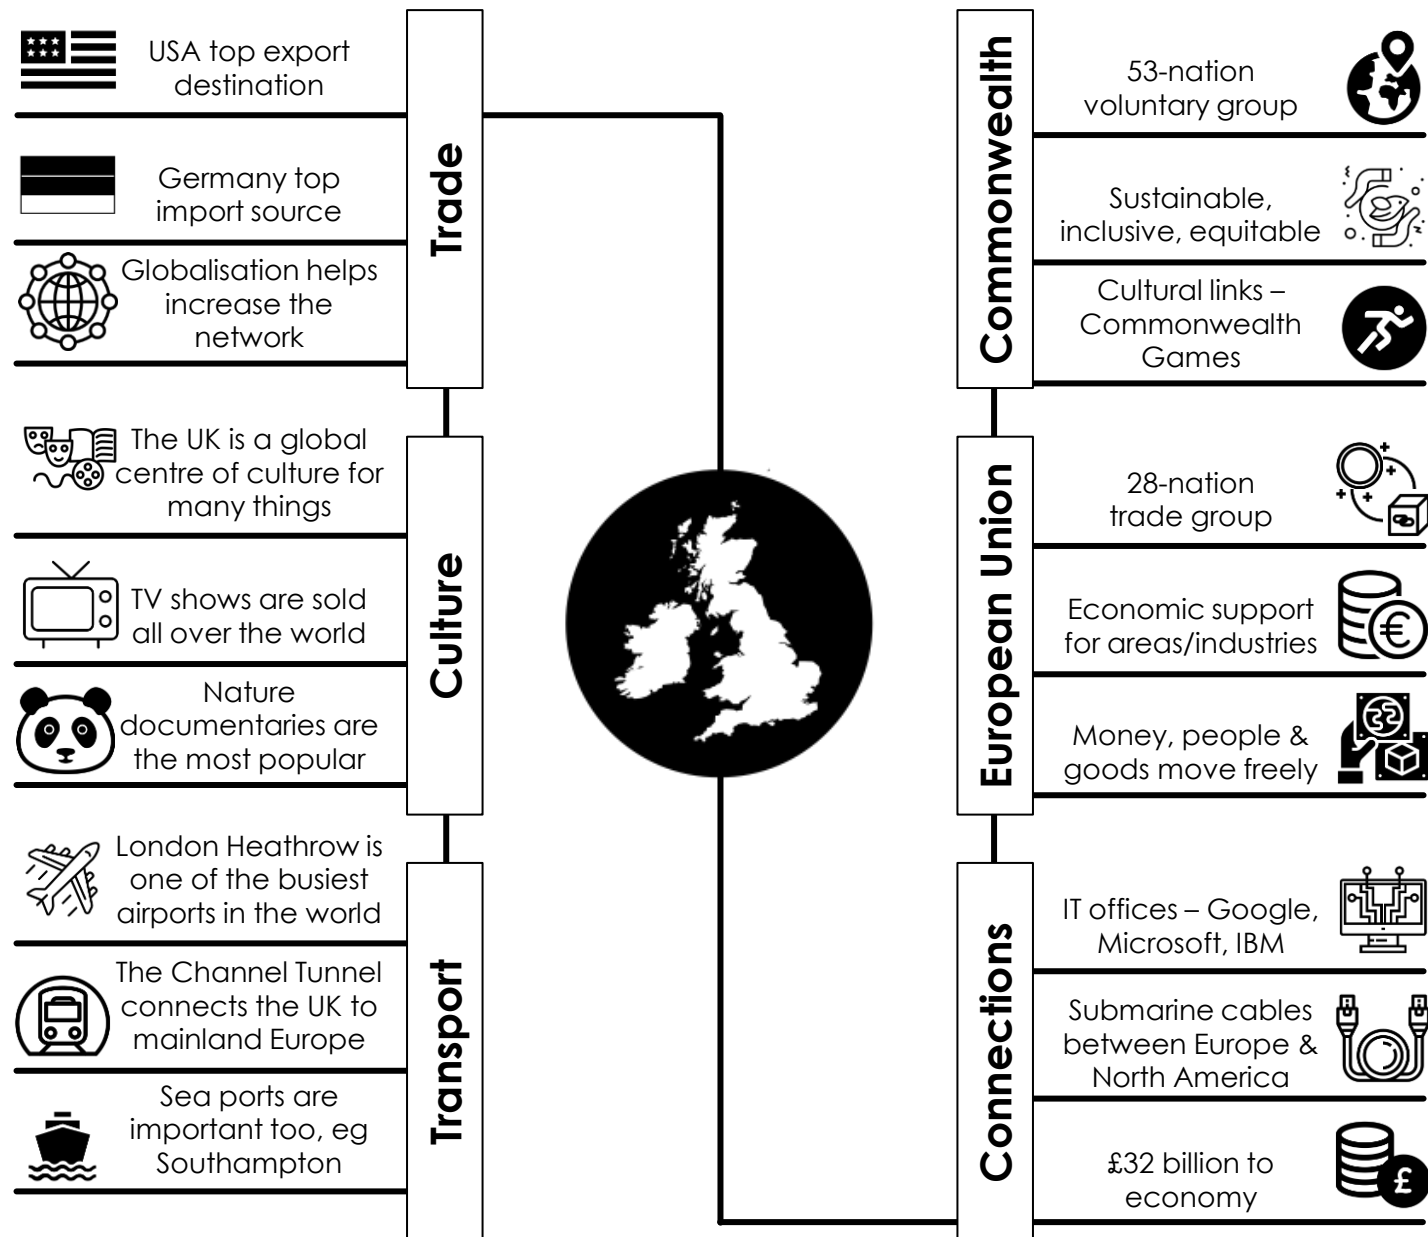 Trade
USA top export
destination
Germany top
import source
Globalisation helps
increase the
network
Culture
The UK is a global
centre of culture for
many things
TV shows are sold
all over the world
Nature
documentaries are
the most popular
Transport
London Heathrow is
one of the busiest
airports in the world
The Channel Tunnel
connects the UK to
mainland Europe
Sea ports are
important too, eg
Southampton
Commonwealth
53-nation
voluntary group
Sustainable,
inclusive, equitable
Cultural links –
Commonwealth
Games
European Union
28-nation
trade group
Economic support
for areas/industries
€
Money, people &
goods move freely
Connections
IT offices – Google,
Microsoft, IBM
Submarine cables
between Europe &
North America
£32 billion to
economy
£